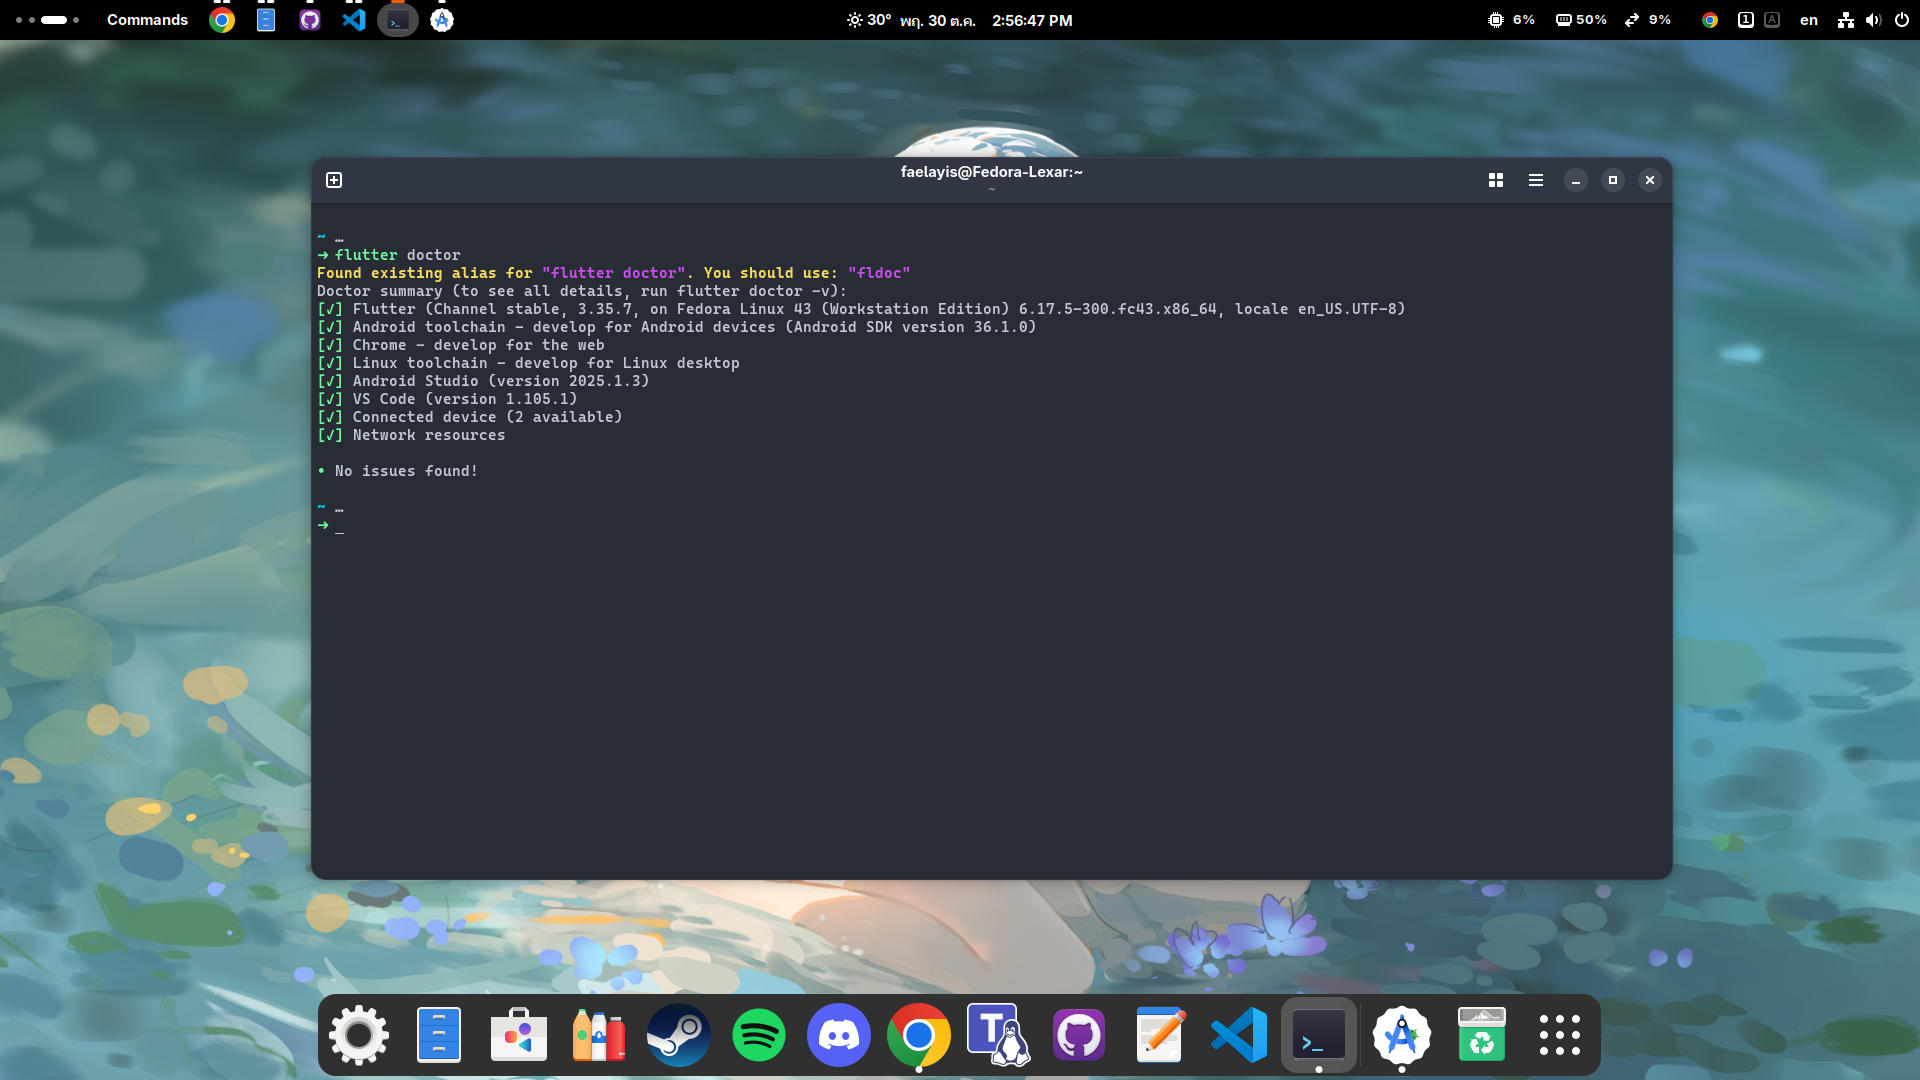 Commands
30° พฤ. 30 ต.ค. 2:56:47 PM
6% 50% 9% 1 A en
faelayis@Fedora-Lexar:~
~
~ …
➜ flutter doctor
Found existing alias for "flutter doctor". You should use: "fldoc"
Doctor summary (to see all details, run flutter doctor -v):
[✓] Flutter (Channel stable, 3.35.7, on Fedora Linux 43 (Workstation Edition) 6.17.5-300.fc43.x86_64, locale en_US.UTF-8)
[✓] Android toolchain - develop for Android devices (Android SDK version 36.1.0)
[✓] Chrome - develop for the web
[✓] Linux toolchain - develop for Linux desktop
[✓] Android Studio (version 2025.1.3)
[✓] VS Code (version 1.105.1)
[✓] Connected device (2 available)
[✓] Network resources
• No issues found!
~ …
➜ _
T
>_